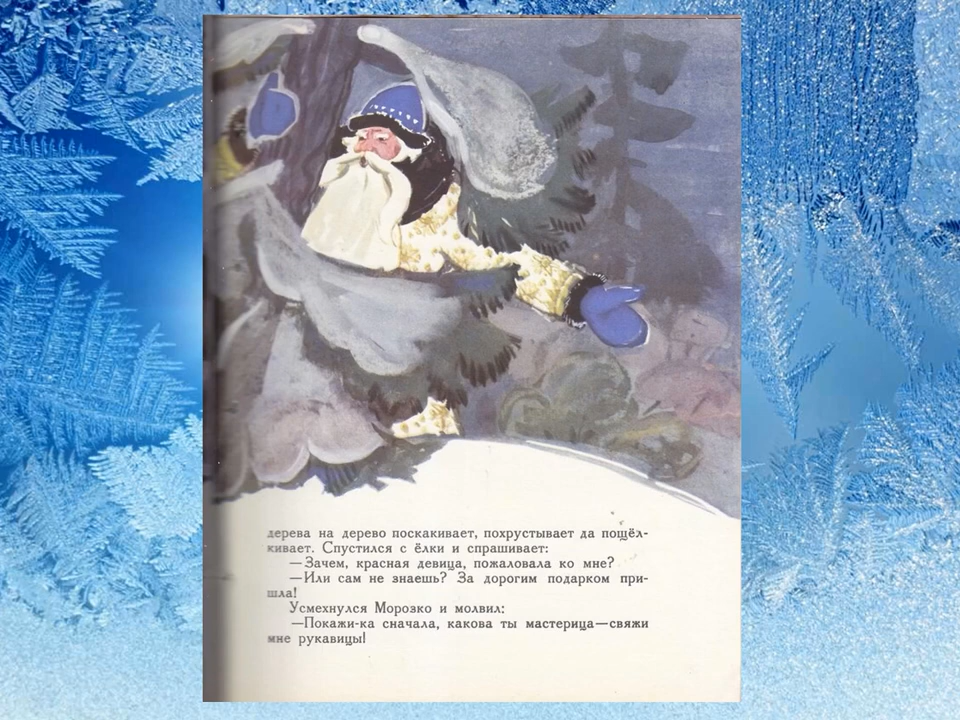 дерева на дерево поскакивает, похрустывает да пощёл-
кивает. Спустился с ёлки и спрашивает:
—Зачем, красная девица, пожаловала ко мне?
—Или сам не знаешь? За дорогим подарком при-
шла!
Усмехнулся Морозко и молвил:
—Покажи-ка сначала, какова ты мастерица—свяжи
мне рукавицы!